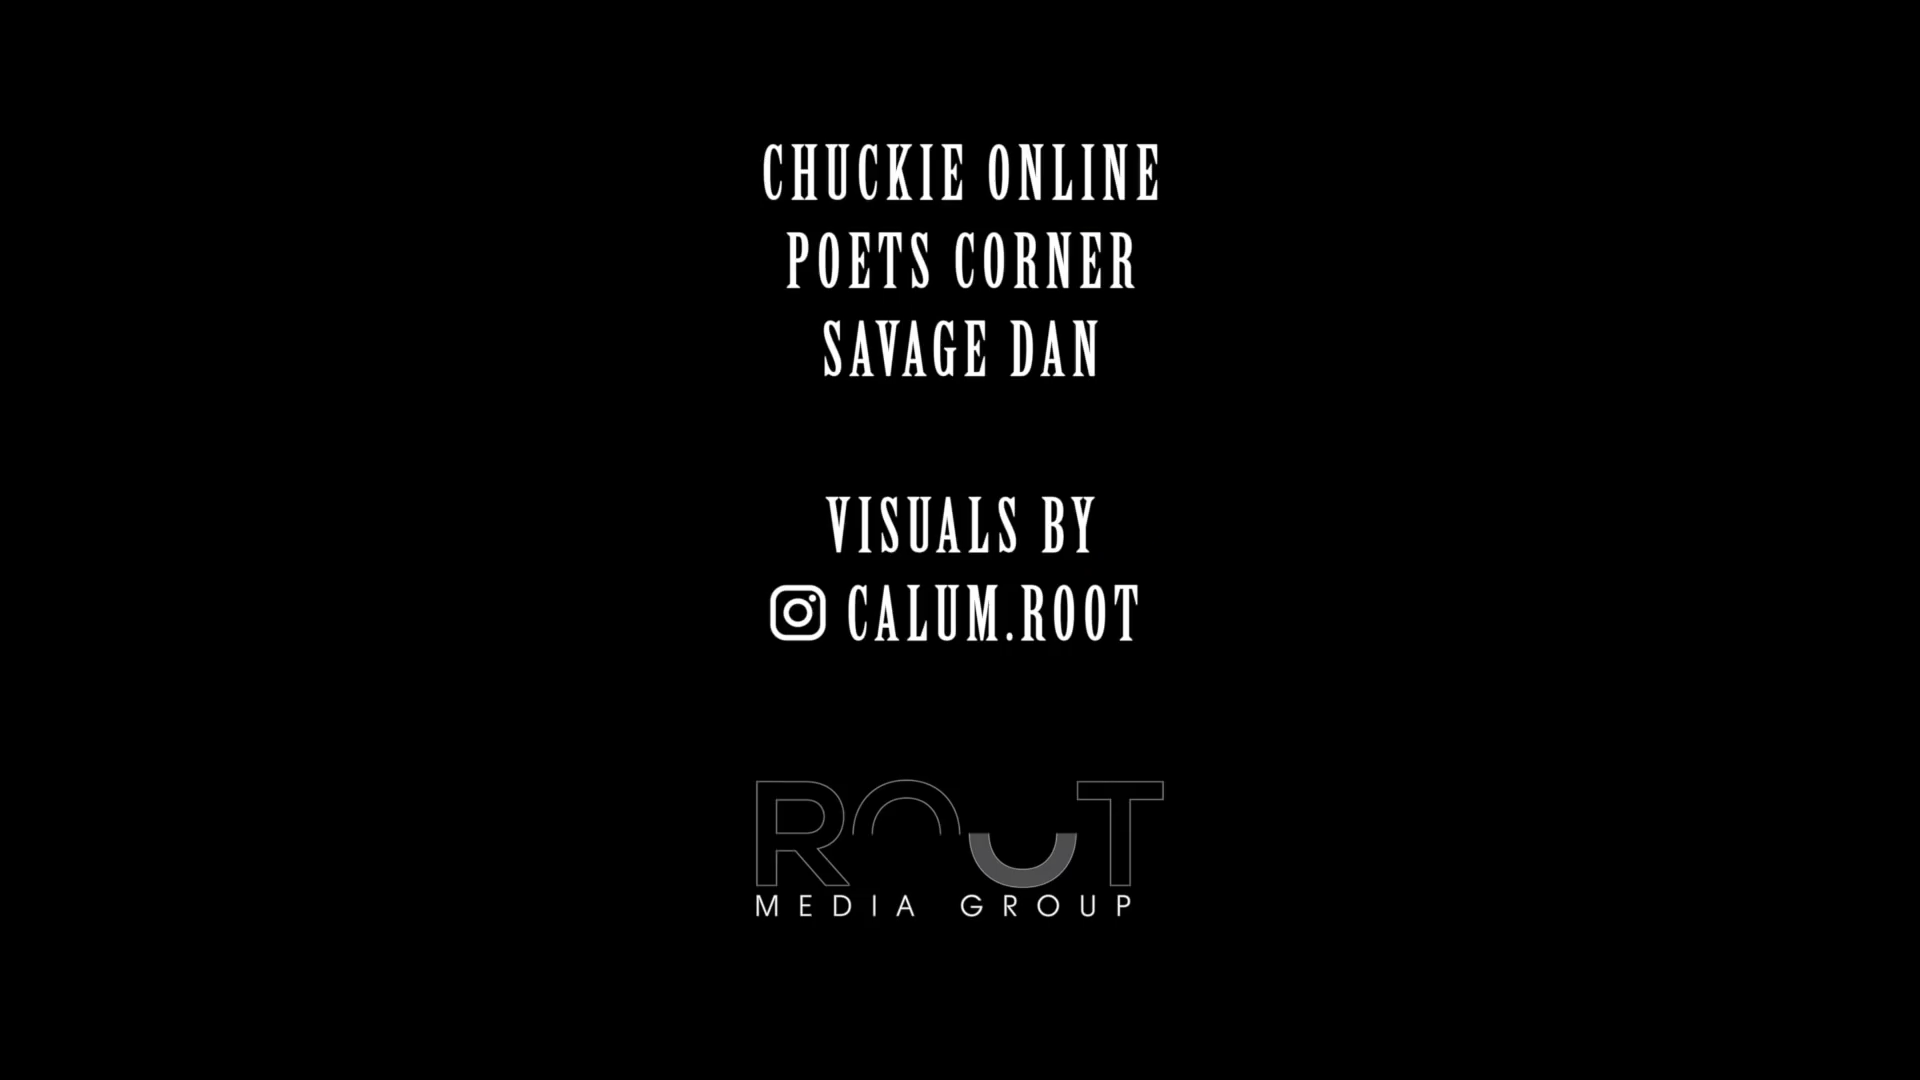 CHUCKIE ONLINE
POETS CORNER
SAVAGE DAN
VISUALS BY
CALUM.ROOT
ROOT
MEDIA GROUP